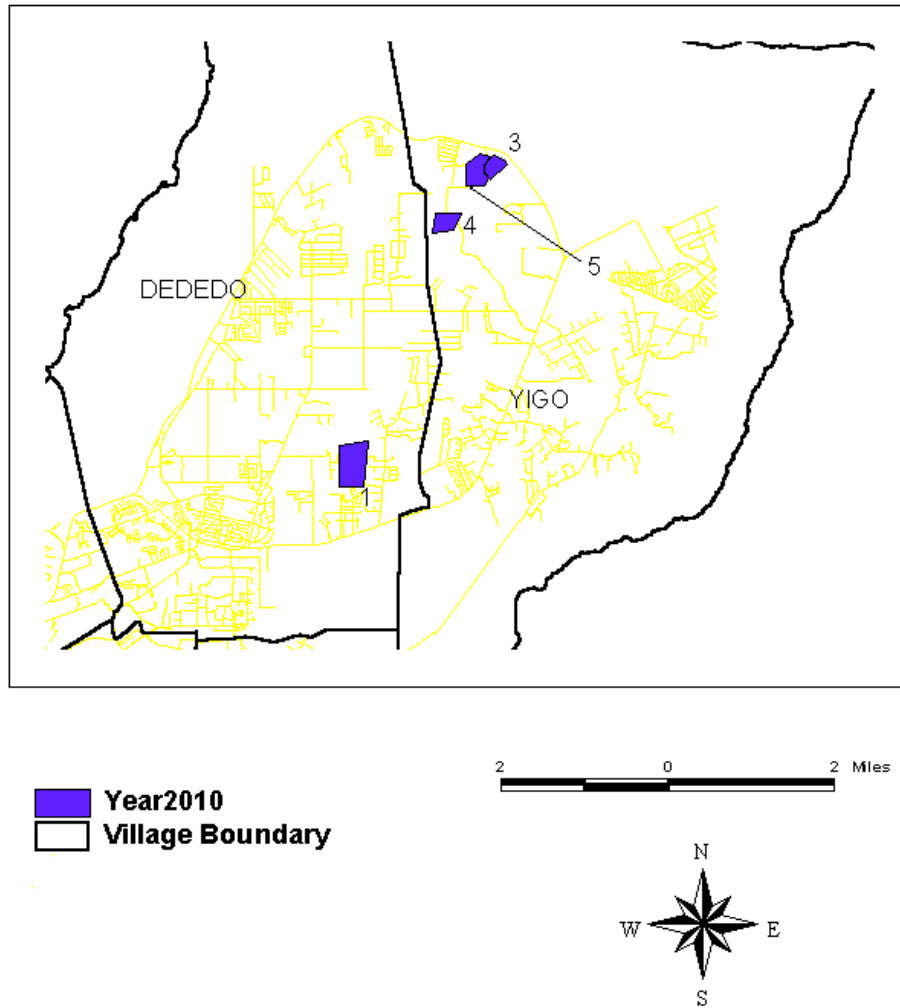 3
4
5
DEDEDO
YIGO
1
2 0 2 Miles
Year2010
Village Boundary
N
W E
S